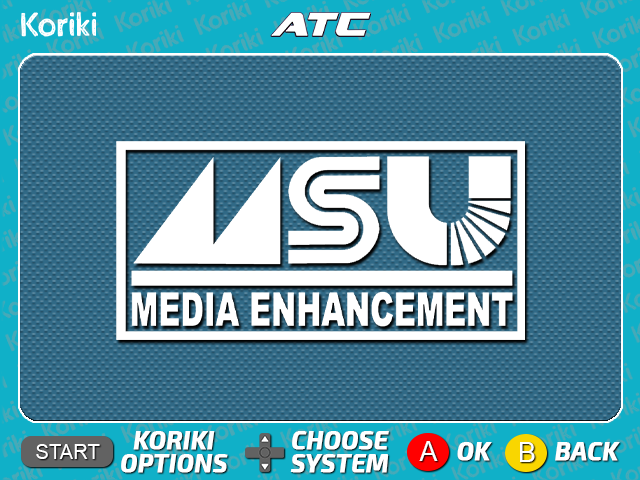 Koriki
ATC
MSU
MEDIA ENHANCEMENT
START
KORIKI
OPTIONS
CHOOSE
SYSTEM
A
OK
B
BACK